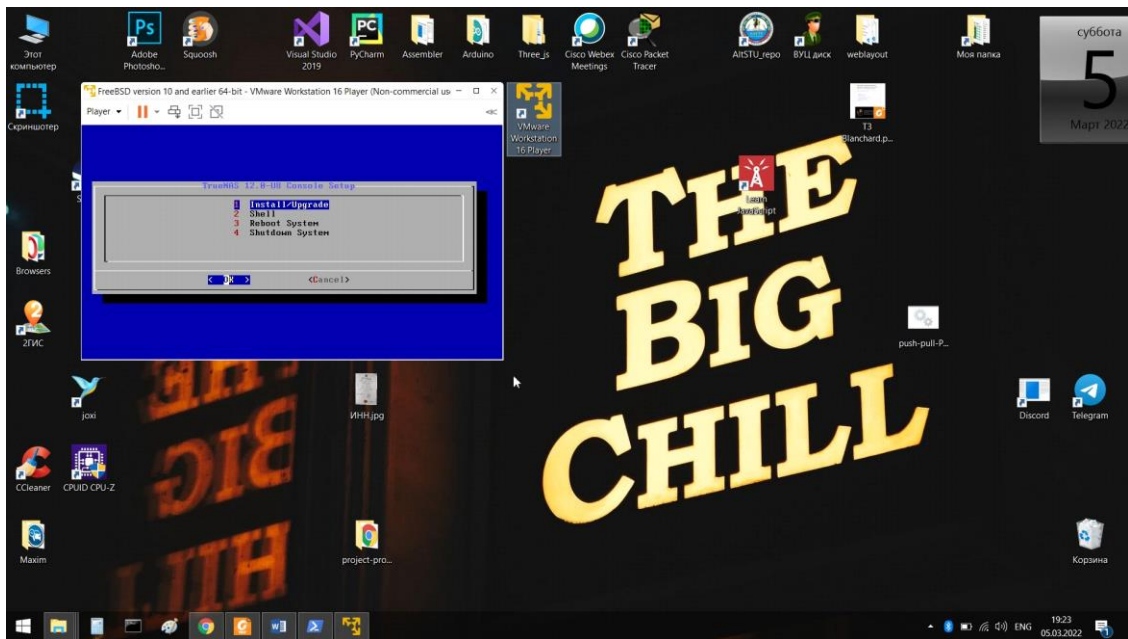 Этот
компьютер
Ps
Adobe
Photosho...
Squoosh
Visual Studio
2019
PC
PyCharm
Assembler
Arduino
Three_js
Cisco Webex
Meetings
Cisco Packet
Tracer
AltSTU_repo
ВУЦ диск
weblayout
Моя папка
суббота
5
Март 2022
Скриншотер
FreeBSD version 10 and earlier 64-bit - VMware Workstation 16 Player (Non-commercial us
Player
TrueNAS 12.0-U8 Console Setup
1 Install/Upgrade
2 Shell
3 Reboot System
4 Shutdown System
< OK >
<Cancel>
VMware
Workstation
16 Player
ТЗ
Blanchard.p...
Learn
JavaScript
THE
BIG
CHILL
Browsers
2ГИС
push-pull-P...
joxi
ИНН.jpg
Discord
Telegram
CCleaner
CPUID CPU-Z
Maxim
project-pro...
Корзина
ENG
19:23
05.03.2022